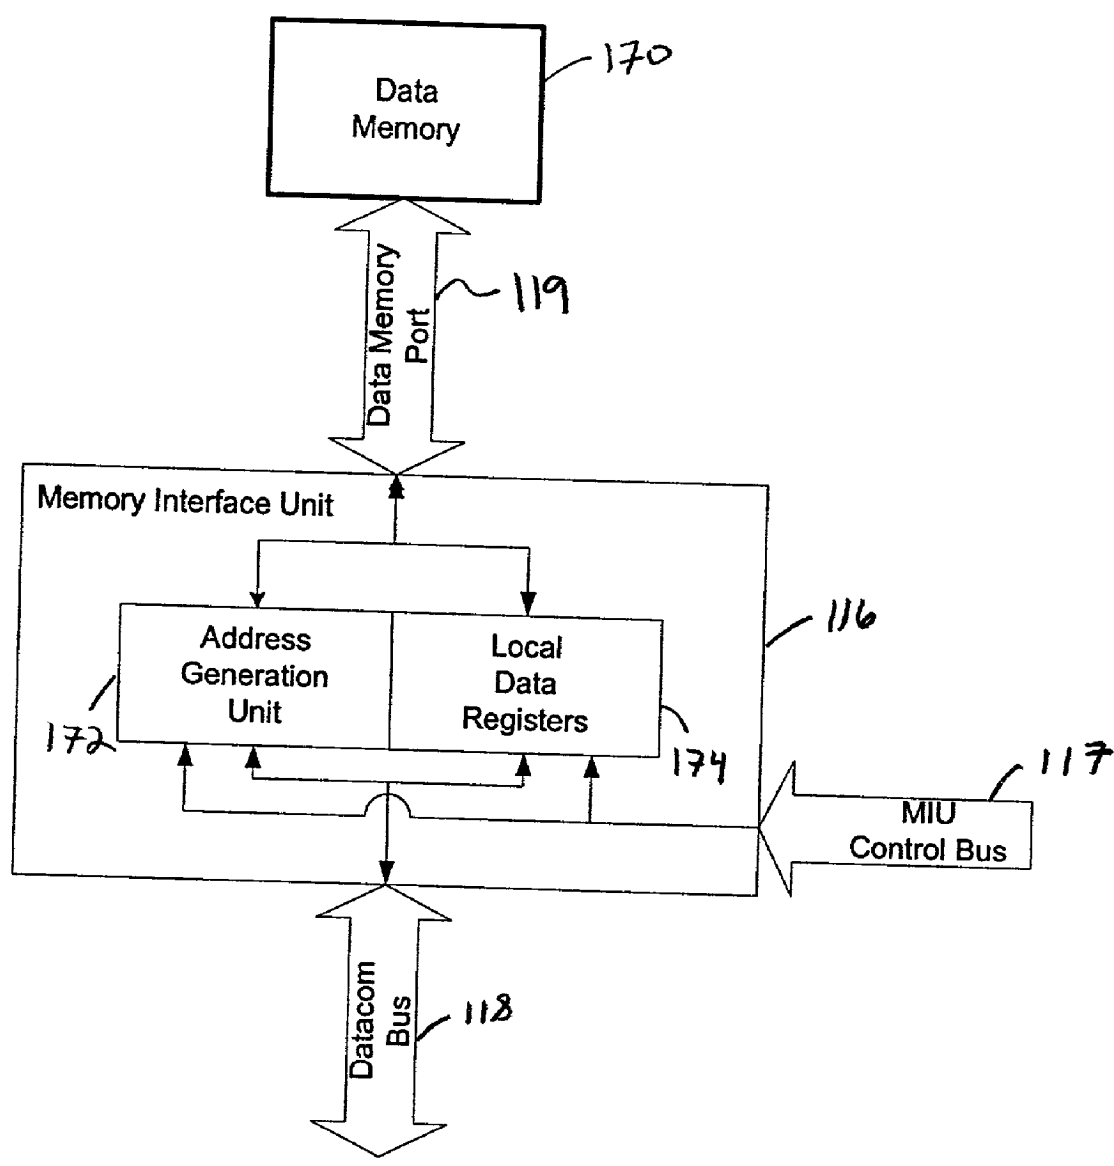 Data
Memory
170
Data Memory
Port
119
Memory Interface Unit
116
Address
Generation
Unit
Local
Data
Registers
172
174
117
MIU
Control Bus
Datacom
Bus
118